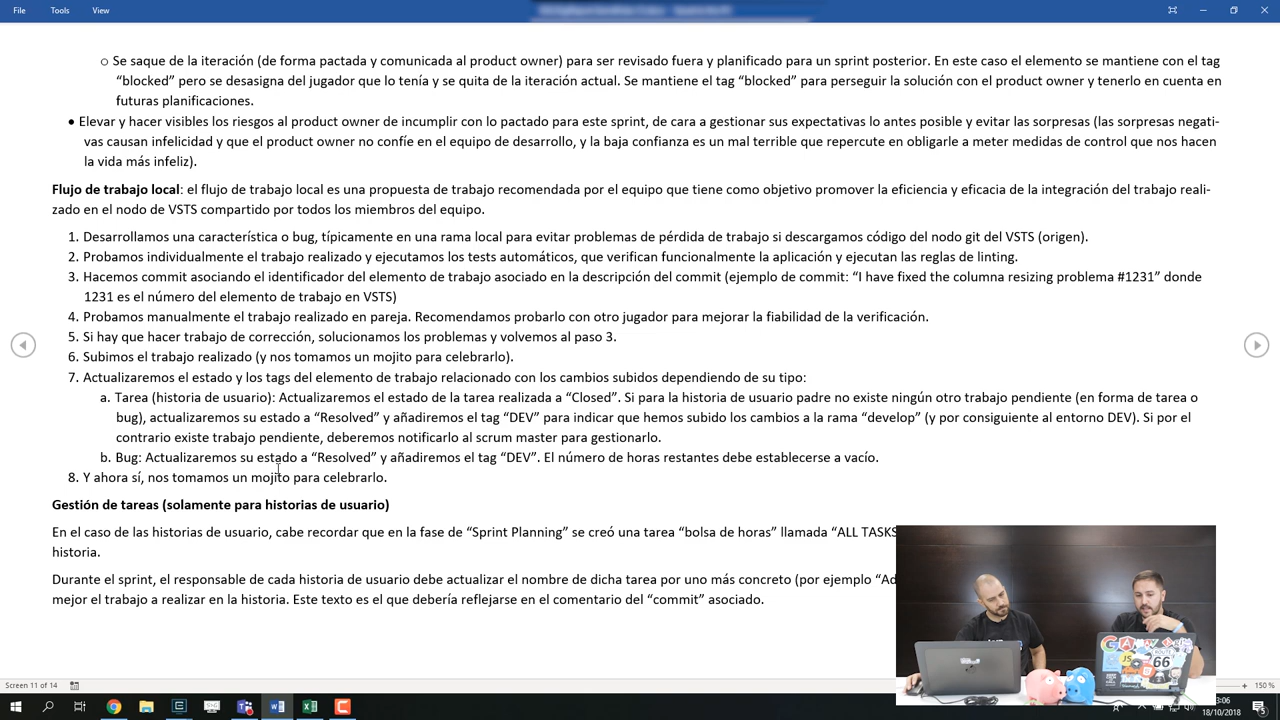 File Tools View
o Se saque de la iteración (de forma pactada y comunicada al product owner) para ser revisado fuera y planificado para un sprint posterior. En este caso el elemento se mantiene con el tag
“blocked” pero se desasigna del jugador que lo tenía y se quita de la iteración actual. Se mantiene el tag “blocked” para perseguir la solución con el product owner y tenerlo en cuenta en
futuras planificaciones.
• Elevar y hacer visibles los riesgos al product owner de incumplir con lo pactado para este sprint, de cara a gestionar sus expectativas lo antes posible y evitar las sorpresas (las sorpresas negati-
vas causan infelicidad y que el product owner no confíe en el equipo de desarrollo, y la baja confianza es un mal terrible que repercute en obligarle a meter medidas de control que nos hacen
la vida más infeliz).
Flujo de trabajo local: el flujo de trabajo local es una propuesta de trabajo recomendada por el equipo que tiene como objetivo promover la eficiencia y eficacia de la integración del trabajo reali-
zado en el nodo de VSTS compartido por todos los miembros del equipo.
1. Desarrollamos una característica o bug, típicamente en una rama local para evitar problemas de pérdida de trabajo si descargamos código del nodo git del VSTS (origen).
2. Probamos individualmente el trabajo realizado y ejecutamos los tests automáticos, que verifican funcionalmente la aplicación y ejecutan las reglas de linting.
3. Hacemos commit asociando el identificador del elemento de trabajo asociado en la descripción del commit (ejemplo de commit: “I have fixed the columna resizing problema #1231” donde
1231 es el número del elemento de trabajo en VSTS)
4. Probamos manualmente el trabajo realizado en pareja. Recomendamos probarlo con otro jugador para mejorar la fiabilidad de la verificación.
5. Si hay que hacer trabajo de corrección, solucionamos los problemas y volvemos al paso 3.
6. Subimos el trabajo realizado (y nos tomamos un mojito para celebrarlo).
7. Actualizaremos el estado y los tags del elemento de trabajo relacionado con los cambios subidos dependiendo de su tipo:
a. Tarea (historia de usuario): Actualizaremos el estado de la tarea realizada a “Closed”. Si para la historia de usuario padre no existe ningún otro trabajo pendiente (en forma de tarea o
bug), actualizaremos su estado a “Resolved” y añadiremos el tag “DEV” para indicar que hemos subido los cambios a la rama “develop” (y por consiguiente al entorno DEV). Si por el
contrario existe trabajo pendiente, deberemos notificarlo al scrum master para gestionarlo.
b. Bug: Actualizaremos su estado a “Resolved” y añadiremos el tag “DEV”. El número de horas restantes debe establecerse a vacío.
8. Y ahora sí, nos tomamos un mojito para celebrarlo.
Gestión de tareas (solamente para historias de usuario)
En el caso de las historias de usuario, cabe recordar que en la fase de “Sprint Planning” se creó una tarea “bolsa de horas” llamada “ALL TASKS
historia.
Durante el sprint, el responsable de cada historia de usuario debe actualizar el nombre de dicha tarea por uno más concreto (por ejemplo “Ad
mejor el trabajo a realizar en la historia. Este texto es el que debería reflejarse en el comentario del “commit” asociado.
JS
ROUTE
66
Screen 11 of 14
150 %
3:06
18/10/2018